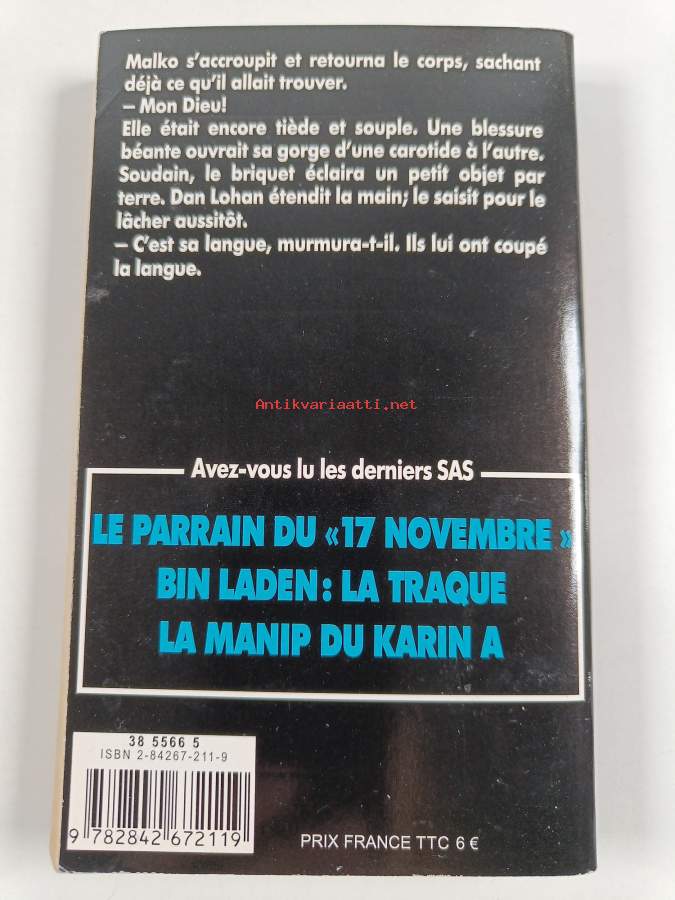 Malko s'accroupit et retourna le corps, sachant
déjà ce qu'il allait trouver.
– Mon Dieu!
Elle était encore tiède et souple. Une blessure
béante ouvrait sa gorge d'une carotide à l'autre.
Soudain, le briquet éclaira un petit objet par
terre. Dan Lohan étendit la main; le saisit pour le
lâcher aussitôt.
– C'est sa langue, murmura-t-il. Ils lui ont coupé
la langue.
Antikvariaatti.net
Avez-vous lu les derniers SAS
LE PARRAIN DU «17 NOVEMBRE»
BIN LADEN: LA TRAQUE
LA MANIP DU KARIN A
38 5566 5
ISBN 2-84267-211-9
9 782842 672119
PRIX FRANCE TTC 6 €